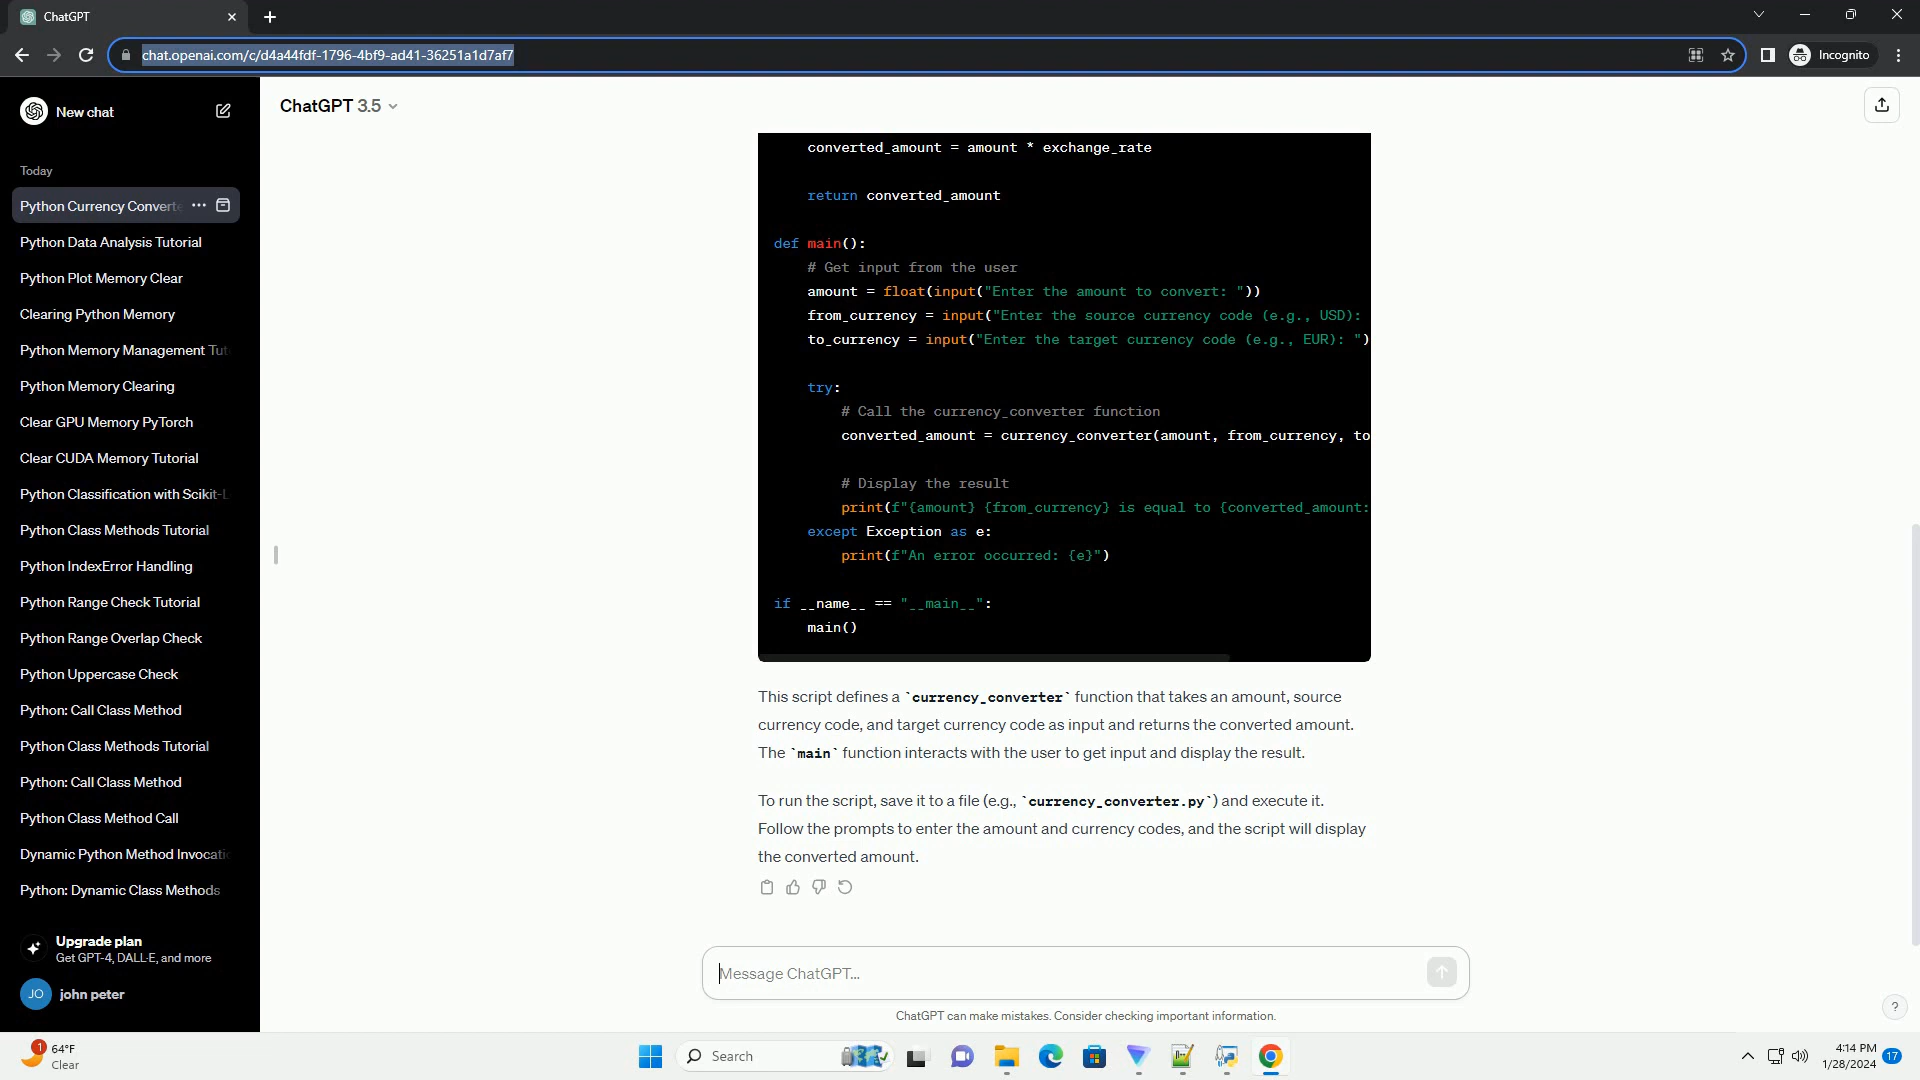 ChatGPT
chat.openai.com/c/d4a44fdf-1796-4bf9-ad41-36251a1d7af7
Incognito
New chat
ChatGPT 3.5
Today
Python Currency Converte
Python Data Analysis Tutorial
Python Plot Memory Clear
Clearing Python Memory
Python Memory Management Tut
Python Memory Clearing
Clear GPU Memory PyTorch
Clear CUDA Memory Tutorial
Python Classification with Scikit-L
Python Class Methods Tutorial
Python IndexError Handling
Python Range Check Tutorial
Python Range Overlap Check
Python Uppercase Check
Python: Call Class Method
Python Class Methods Tutorial
Python: Call Class Method
Python Class Method Call
Dynamic Python Method Invocatio
Python: Dynamic Class Methods
Upgrade plan
Get GPT-4, DALL·E, and more
JO john peter
converted_amount = amount * exchange_rate
return converted_amount
def main():
# Get input from the user
amount = float(input("Enter the amount to convert: "))
from_currency = input("Enter the source currency code (e.g., USD):
to_currency = input("Enter the target currency code (e.g., EUR): ")
try:
# Call the currency_converter function
converted_amount = currency_converter(amount, from_currency, to
# Display the result
print(f"{amount} {from_currency} is equal to {converted_amount:
except Exception as e:
print(f"An error occurred: {e}")
if __name__ == "__main__":
main()
This script defines a `currency_converter` function that takes an amount, source
currency code, and target currency code as input and returns the converted amount.
The `main` function interacts with the user to get input and display the result.
To run the script, save it to a file (e.g., `currency_converter.py`) and execute it.
Follow the prompts to enter the amount and currency codes, and the script will display
the converted amount.
Message ChatGPT...
ChatGPT can make mistakes. Consider checking important information.
?
1
64°F
Clear
Search
4:14 PM
1/28/2024
17